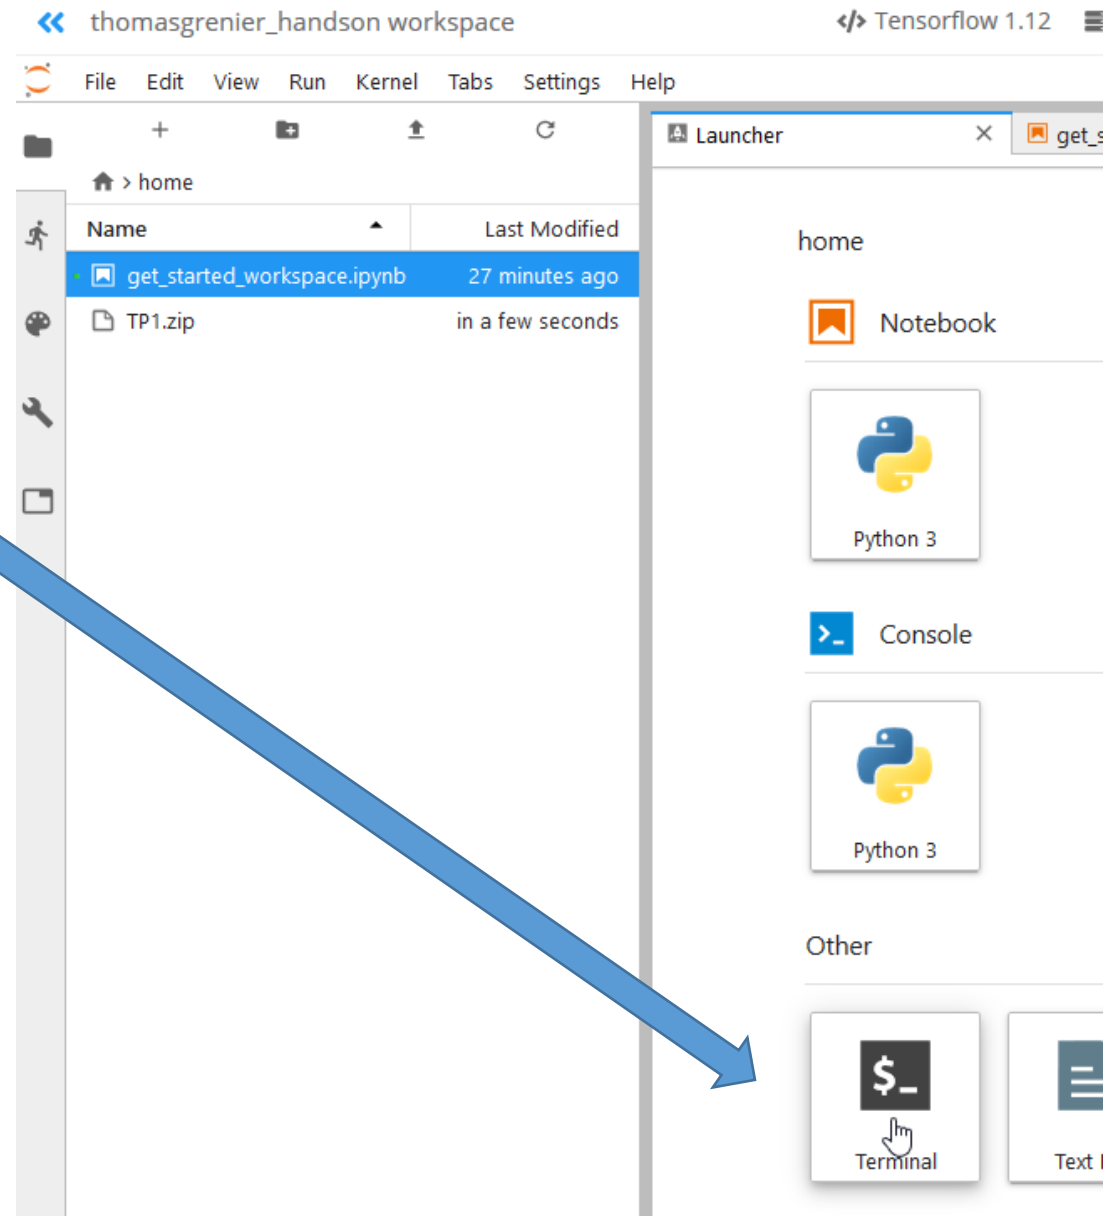 thomasgrenier_handson workspace
</> Tensorflow 1.12
File Edit View Run Kernel Tabs Settings Help
Launcher
> home
Name Last Modified
get_started_workspace.ipynb 27 minutes ago
TP1.zip in a few seconds
home
Notebook
Python 3
Console
Python 3
Other
$_
Terminal
Text